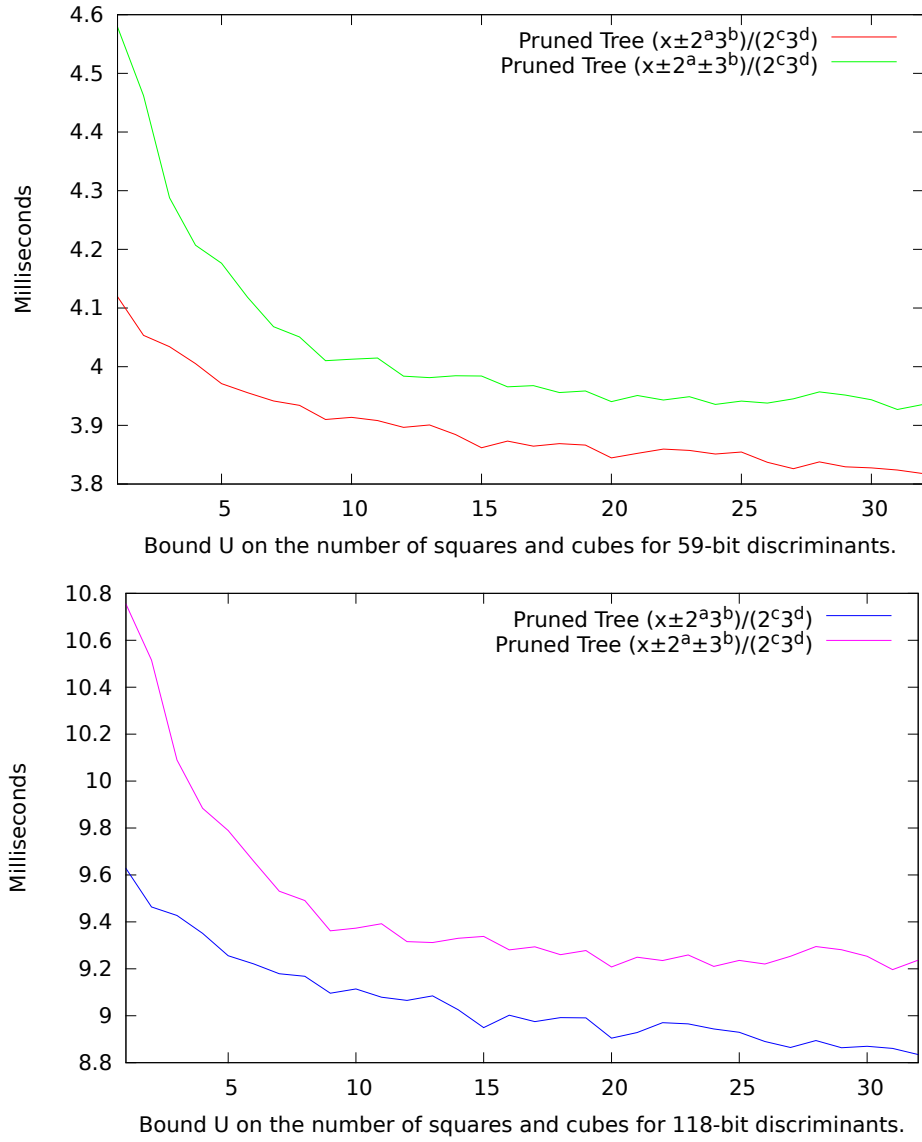 4.6
4.5
4.4
4.3
4.2
4.1
4
3.9
3.8
Milliseconds
Pruned Tree (x±2ᵃ3ᵇ)/(2ᶜ3ᵈ)
Pruned Tree (x±2ᵃ±3ᵇ)/(2ᶜ3ᵈ)
5 10 15 20 25 30
Bound U on the number of squares and cubes for 59-bit discriminants.
10.8
10.6
10.4
10.2
10
9.8
9.6
9.4
9.2
9
8.8
Milliseconds
Pruned Tree (x±2ᵃ3ᵇ)/(2ᶜ3ᵈ)
Pruned Tree (x±2ᵃ±3ᵇ)/(2ᶜ3ᵈ)
5 10 15 20 25 30
Bound U on the number of squares and cubes for 118-bit discriminants.